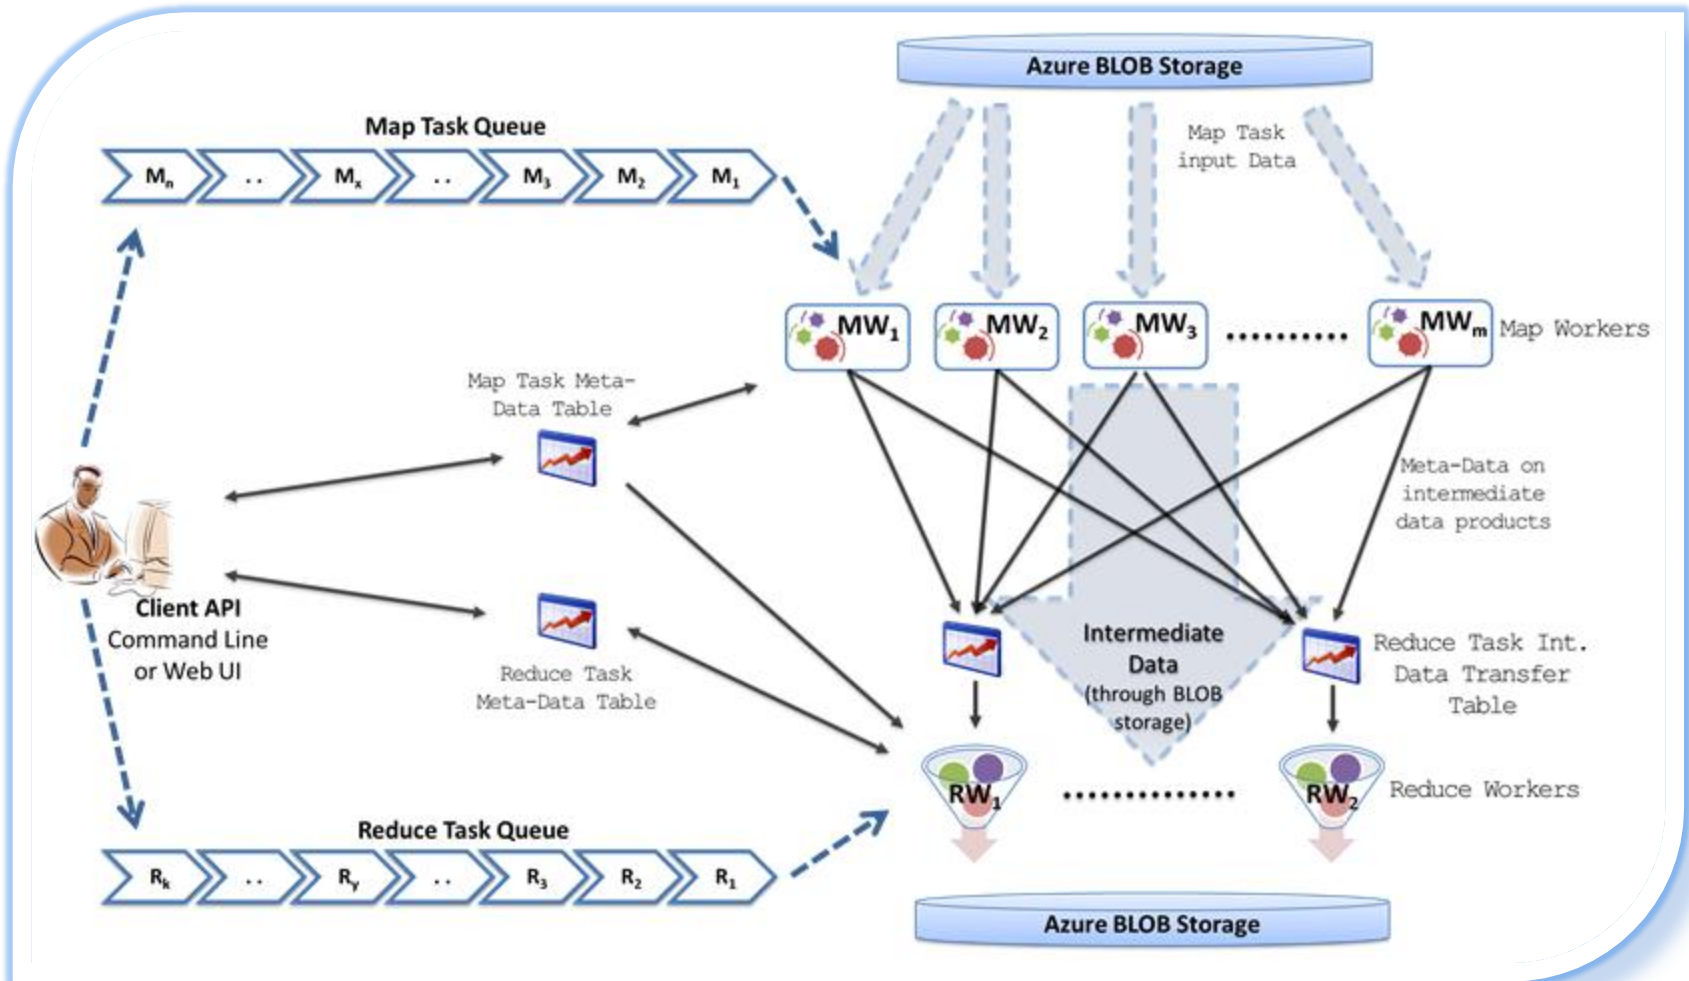 Azure BLOB Storage
Map Task Queue
Mn
. .
Mx
. .
M3
M2
M1
Map Task
input Data
MW1
MW2
MW3
MWm
Map Workers
Map Task Meta-
Data Table
Meta-Data on
intermediate
data products
Client API
Command Line
or Web UI
Reduce Task
Meta-Data Table
Intermediate
Data
(through BLOB
storage)
Reduce Task Int.
Data Transfer
Table
RW1
RW2
Reduce Workers
Reduce Task Queue
Rk
. .
Ry
. .
R3
R2
R1
Azure BLOB Storage